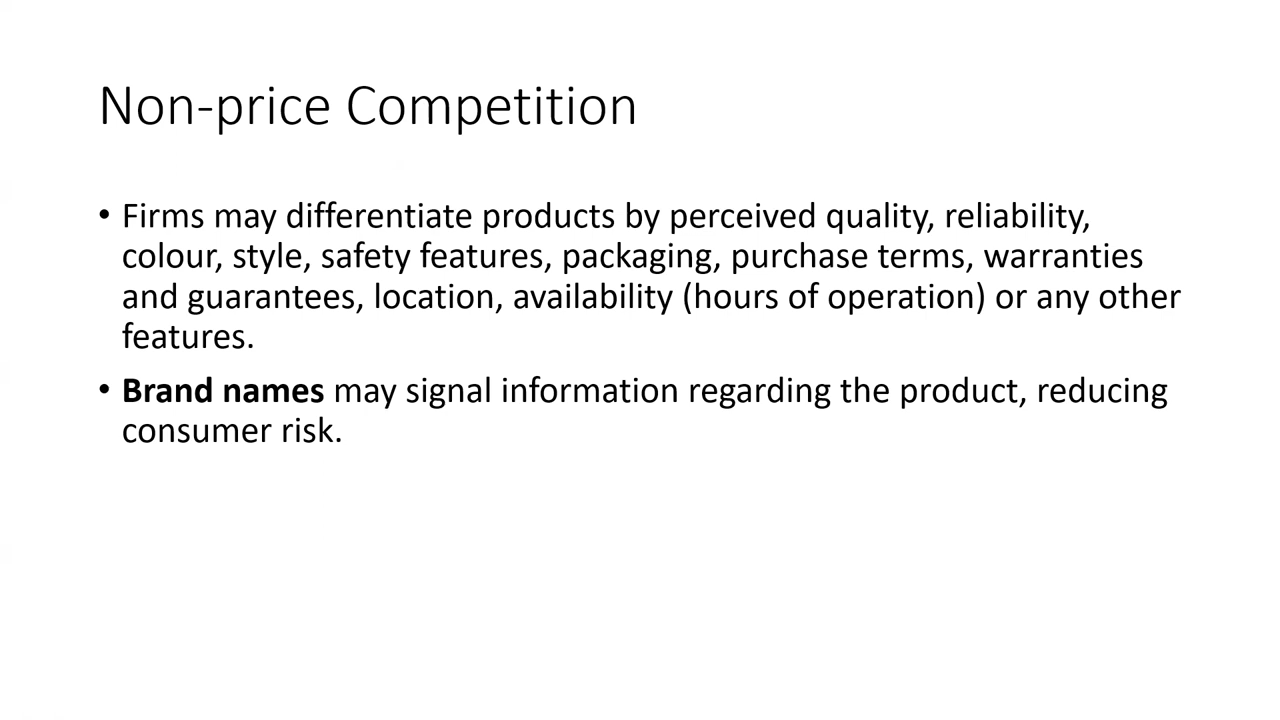 Non-price Competition
• Firms may differentiate products by perceived quality, reliability,
colour, style, safety features, packaging, purchase terms, warranties
and guarantees, location, availability (hours of operation) or any other
features.
• Brand names may signal information regarding the product, reducing
consumer risk.